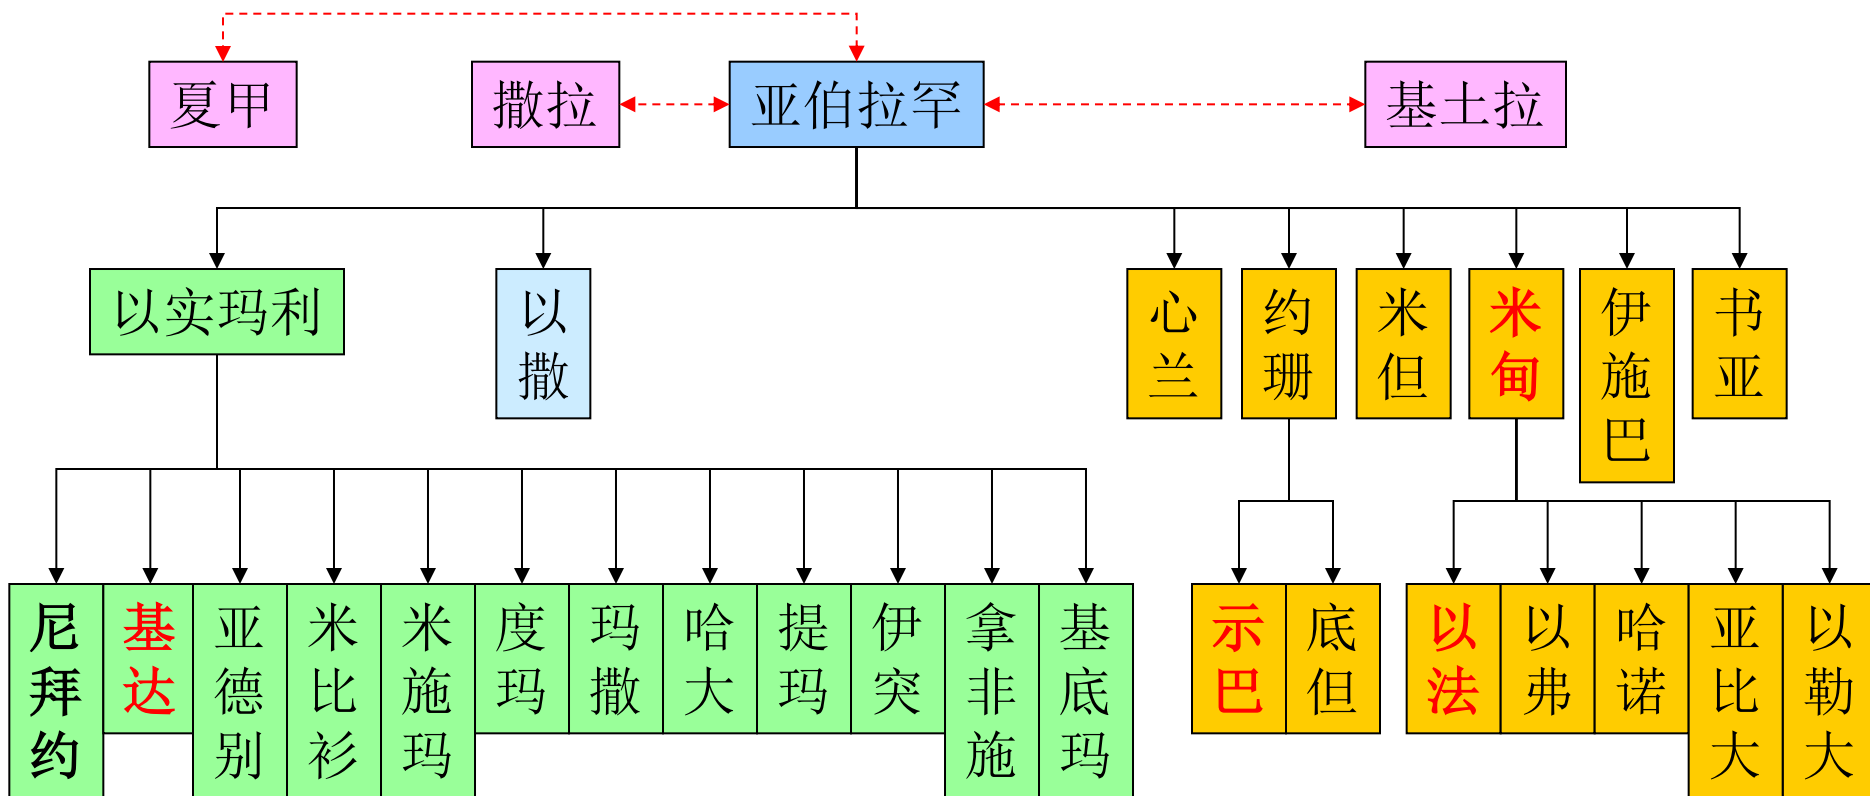 夏甲
撒拉
亚伯拉罕
基土拉
以实玛利
以撒
心兰
约珊
米但
米甸
伊施巴
书亚
尼拜约
基达
亚德别
米比衫
米施玛
度玛
玛撒
哈大
提玛
伊突
拿非施
基底玛
示巴
底但
以法
以弗
哈诺
亚比大
以勒大